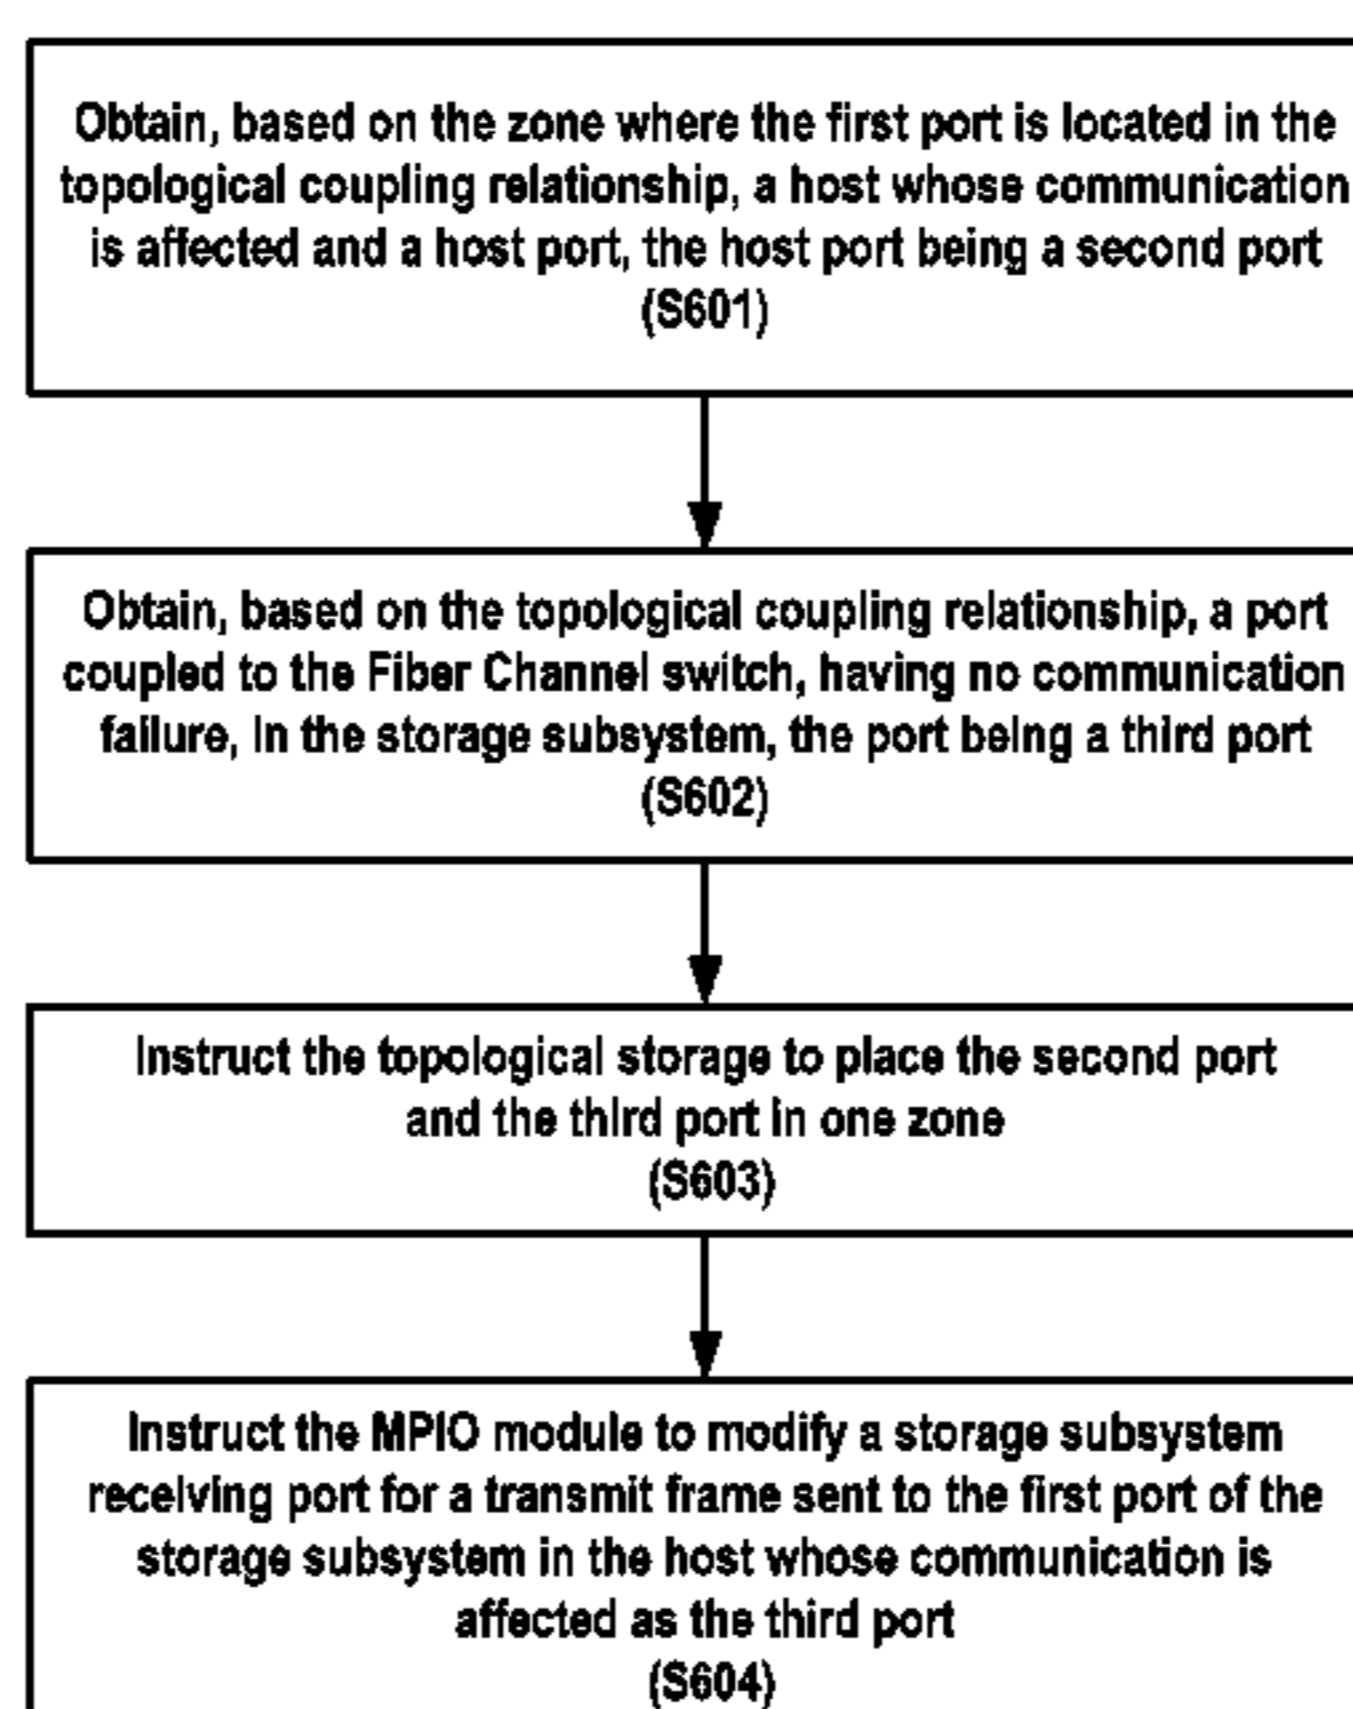 Obtain, based on the zone where the first port is located in the
topological coupling relationship, a host whose communication
is affected and a host port, the host port being a second port
(S601)
Obtain, based on the topological coupling relationship, a port
coupled to the Fiber Channel switch, having no communication
failure, in the storage subsystem, the port being a third port
(S602)
Instruct the topological storage to place the second port
and the third port in one zone
(S603)
Instruct the MPIO module to modify a storage subsystem
receiving port for a transmit frame sent to the first port of the
storage subsystem in the host whose communication is
affected as the third port
(S604)